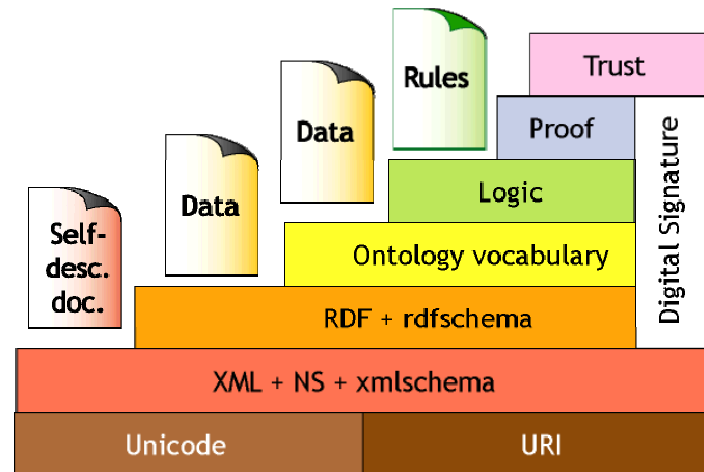 Trust
Rules
Proof
Data
Logic
Data
Ontology vocabulary
Self-
desc.
doc.
RDF + rdfschema
Digital Signature
XML + NS + xmlschema
Unicode
URI